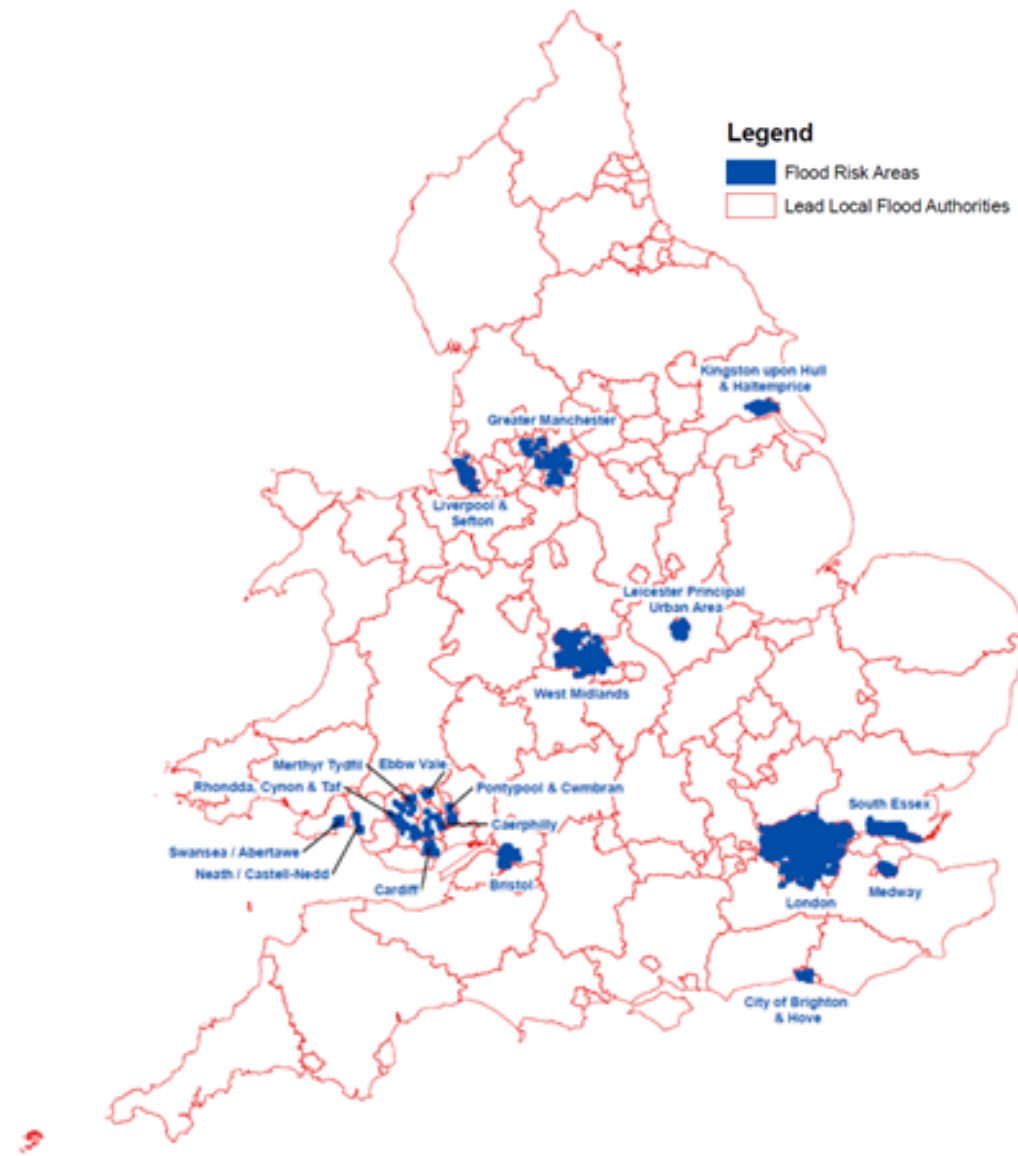 Legend
Flood Risk Areas
Lead Local Flood Authorities
Kingston upon Hull
& Haltemprice
Greater Manchester
Liverpool &
Sefton
Leicester Principal
Urban Area
West Midlands
Merthyr Tydfil
Ebbw Vale
Rhondda, Cynon & Taf
Pontypool & Cwmbran
Caerphilly
Swansea / Abertawe
Neath / Castell-Nedd
Cardiff
Bristol
South Essex
Medway
London
City of Brighton
& Hove